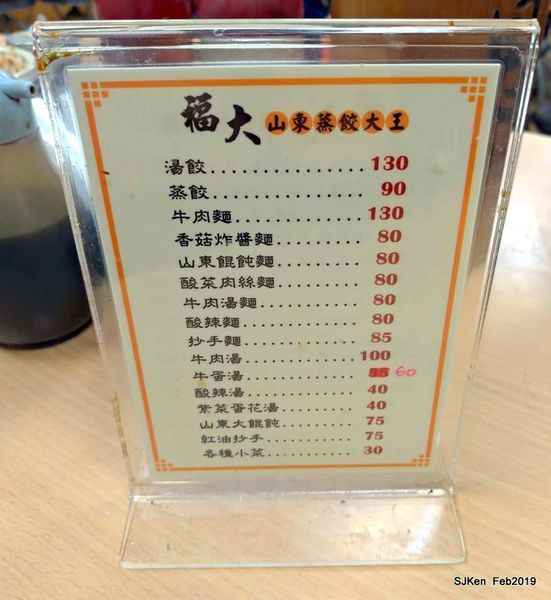 福大山東蒸餃大王
湯餃................130
蒸餃................90
牛肉麵..............130
香菇炸醬麵.........80
山東餛飩麵.........80
酸菜肉絲麵.........80
牛肉湯麵............80
酸辣麵..............80
抄手麵..............85
牛肉湯..............100
牛蛋湯..............55 60
酸辣湯..............40
紫菜蛋花湯.........40
山東大餛飩.........75
紅油抄手............75
各種小菜............30
SJKen Feb2019